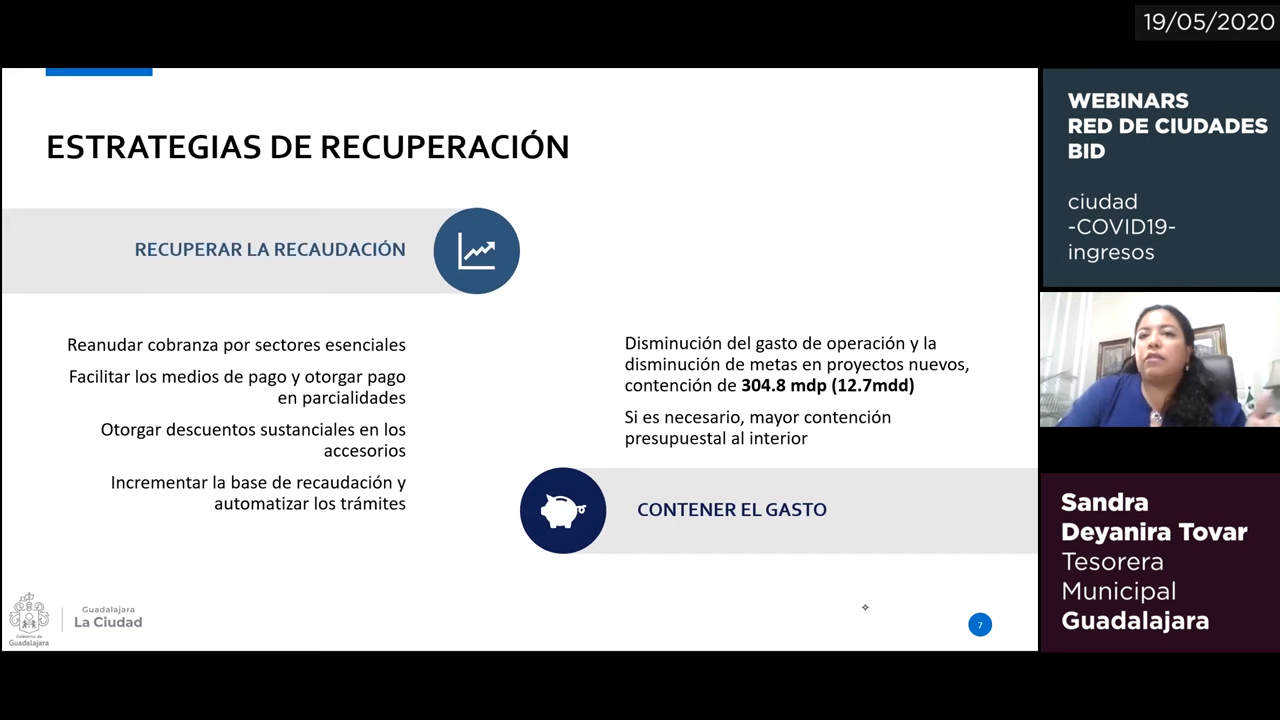 19/05/2020
ESTRATEGIAS DE RECUPERACIÓN
RECUPERAR LA RECAUDACIÓN
Reanudar cobranza por sectores esenciales
Facilitar los medios de pago y otorgar pago
en parcialidades
Otorgar descuentos sustanciales en los
accesorios
Incrementar la base de recaudación y
automatizar los trámites
Disminución del gasto de operación y la
disminución de metas en proyectos nuevos,
contención de 304.8 mdp (12.7mdd)
Si es necesario, mayor contención
presupuestal al interior
CONTENER EL GASTO
Gobierno de
Guadalajara
Guadalajara
La Ciudad
7
WEBINARS
RED DE CIUDADES
BID
ciudad
-COVID19-
ingresos
Sandra
Deyanira Tovar
Tesorera
Municipal
Guadalajara